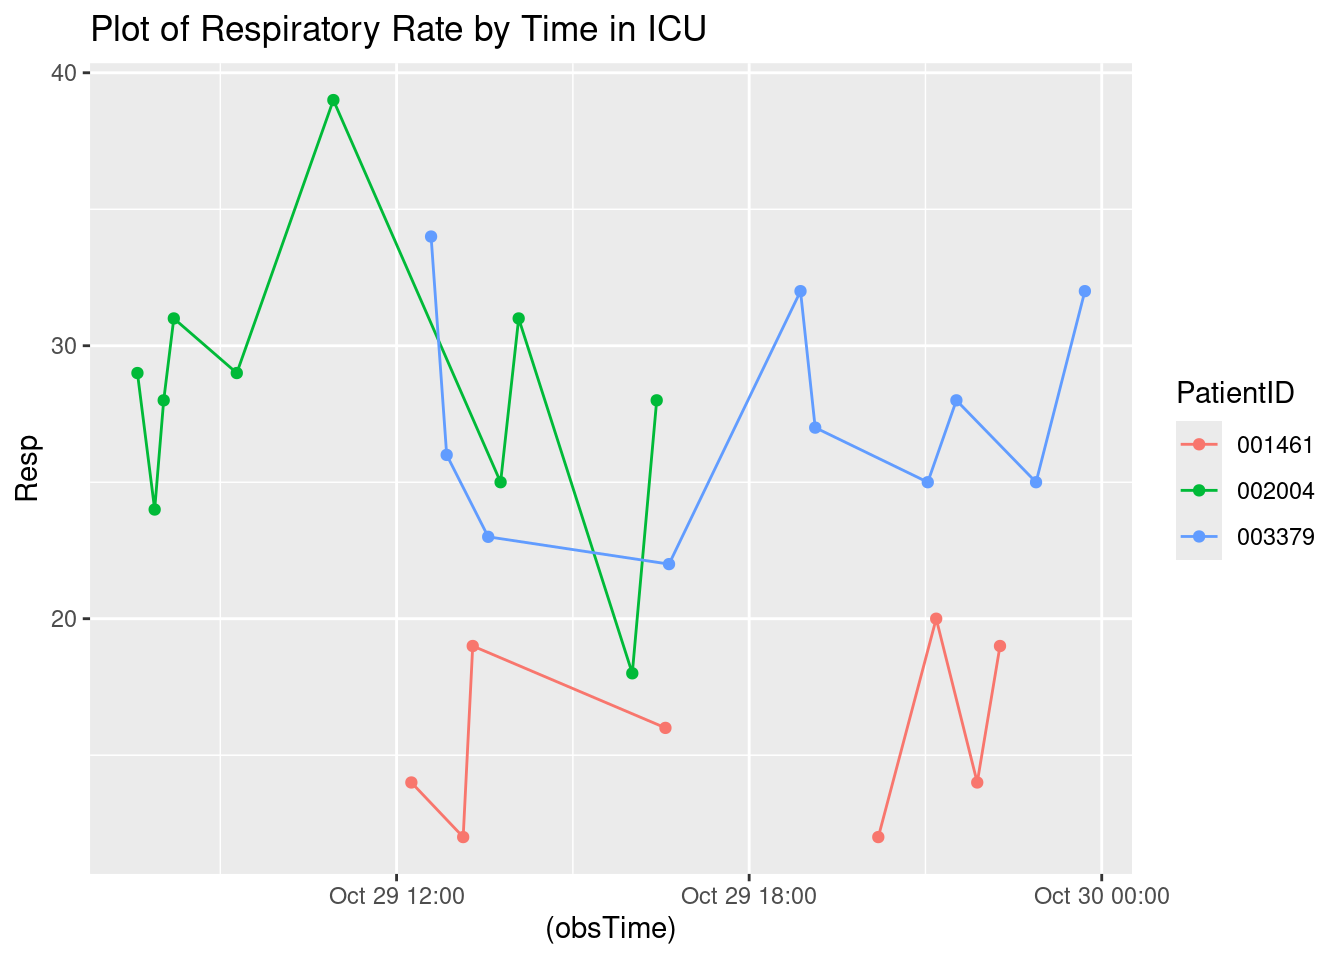 Plot of Respiratory Rate by Time in ICU
40
30
20
Resp
Oct 29 12:00
Oct 29 18:00
Oct 30 00:00
(obsTime)
PatientID
001461
002004
003379